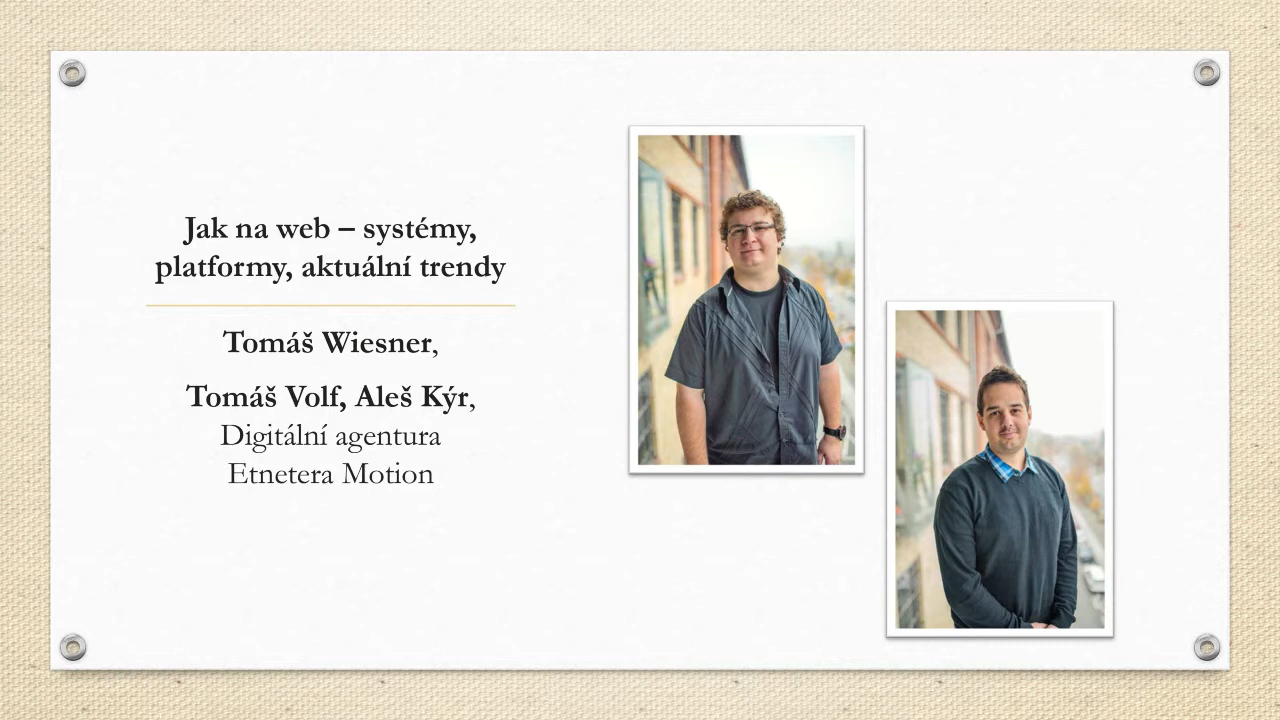 Jak na web – systémy,
platformy, aktuální trendy
Tomáš Wiesner,
Tomáš Volf, Aleš Kýr,
Digitální agentura
Etnetera Motion